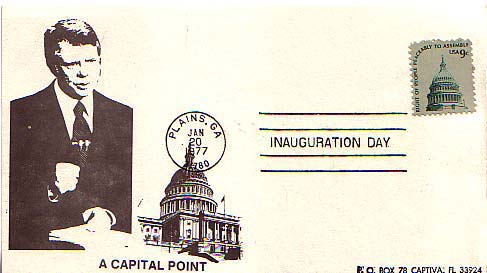 RIGHT OF PEOPLE PEACEABLY TO ASSEMBLE
USA 9c
PLAINS, GA
JAN
20
1977
31780
INAUGURATION DAY
A CAPITAL POINT
P. O. BOX 78 CAPTIVA, FL 33924